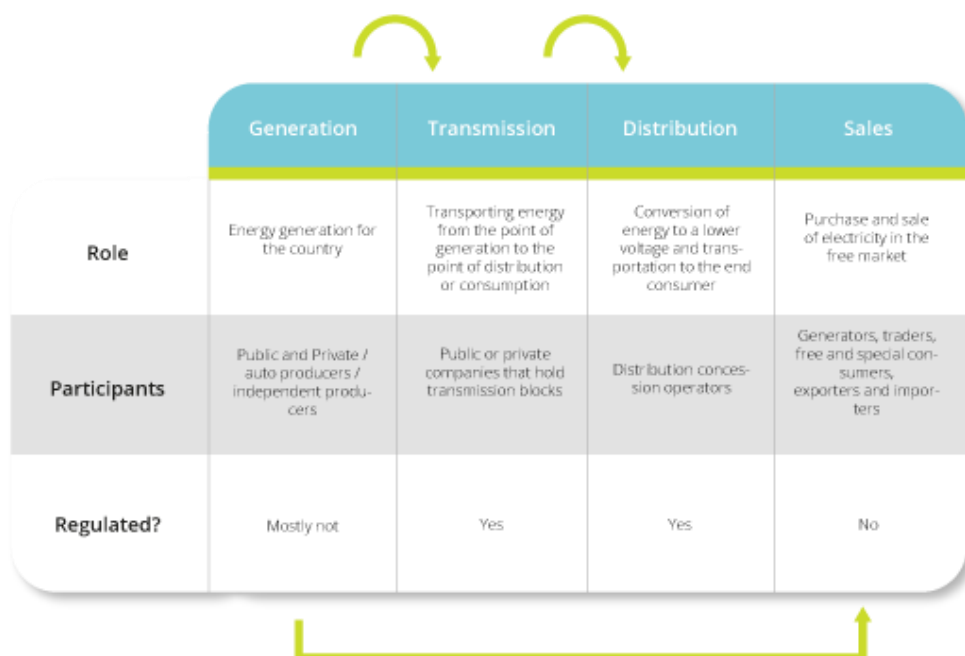 Generation
Transmission
Distribution
Sales
Role
Energy generation for
the country
Transporting energy
from the point of
generation to the
point of distribution
or consumption
Conversion of
energy to a lower
voltage and trans-
portation to the end
consumer
Purchase and sale
of electricity in the
free market
Participants
Public and Private /
auto producers /
independent produ-
cers
Public or private
companies that hold
transmission blocks
Distribution conces-
sion operators
Generators, traders,
free and special con-
sumers,
exporters and impor-
ters
Regulated?
Mostly not
Yes
Yes
No